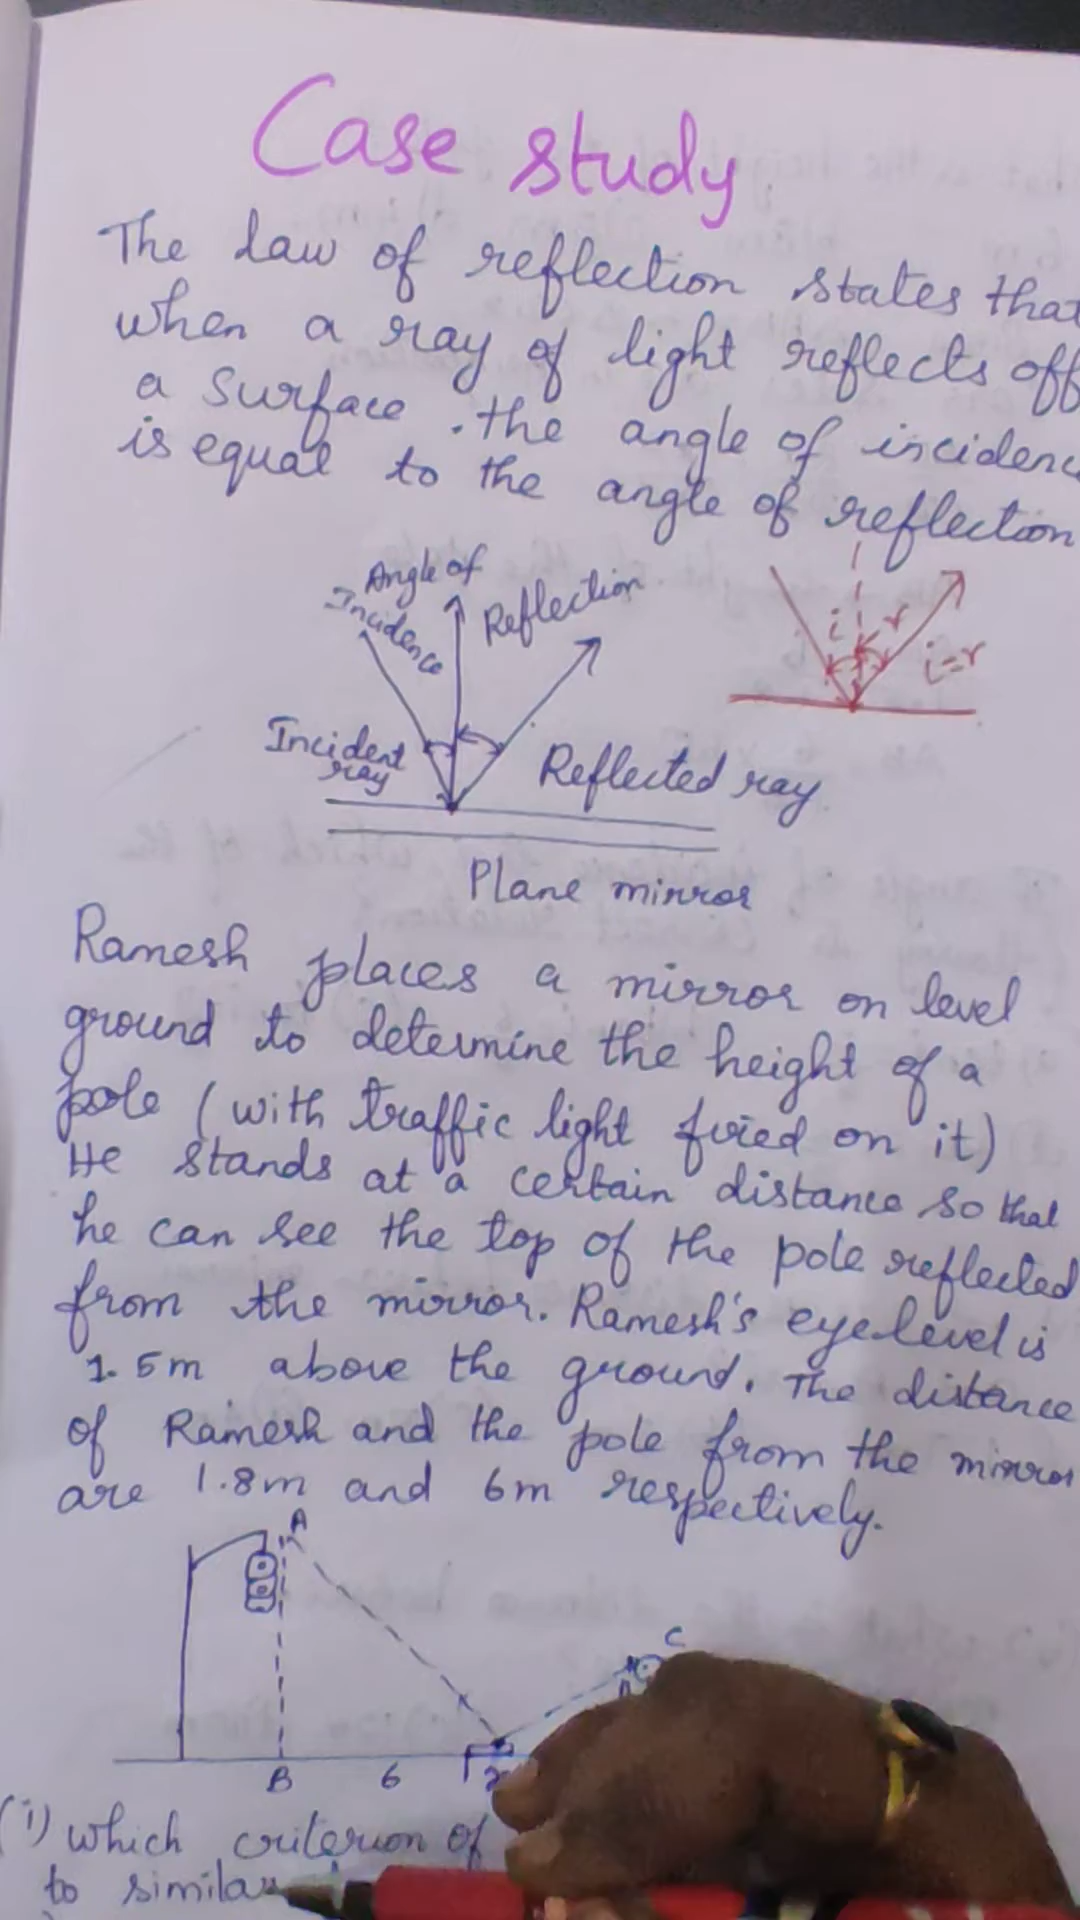 Case study
The law of reflection states that
when a ray of light reflects off
a surface . the angle of incidenc
is equal to the angle of reflection
Angle of
Incidence
Reflection
i r
i=r
Incident
ray
Reflected ray
Plane mirror
Ramesh places a mirror on level
ground to determine the height of a
pole (with traffic light fixed on it)
He stands at a certain distance so that
he can see the top of the pole reflected
from the mirror. Ramesh's eye level is
1.5m above the ground. The distance
of Ramesh and the pole from the mirror
are 1.8m and 6m respectively.
A
C
B 6
(i) which criterion of
to similar